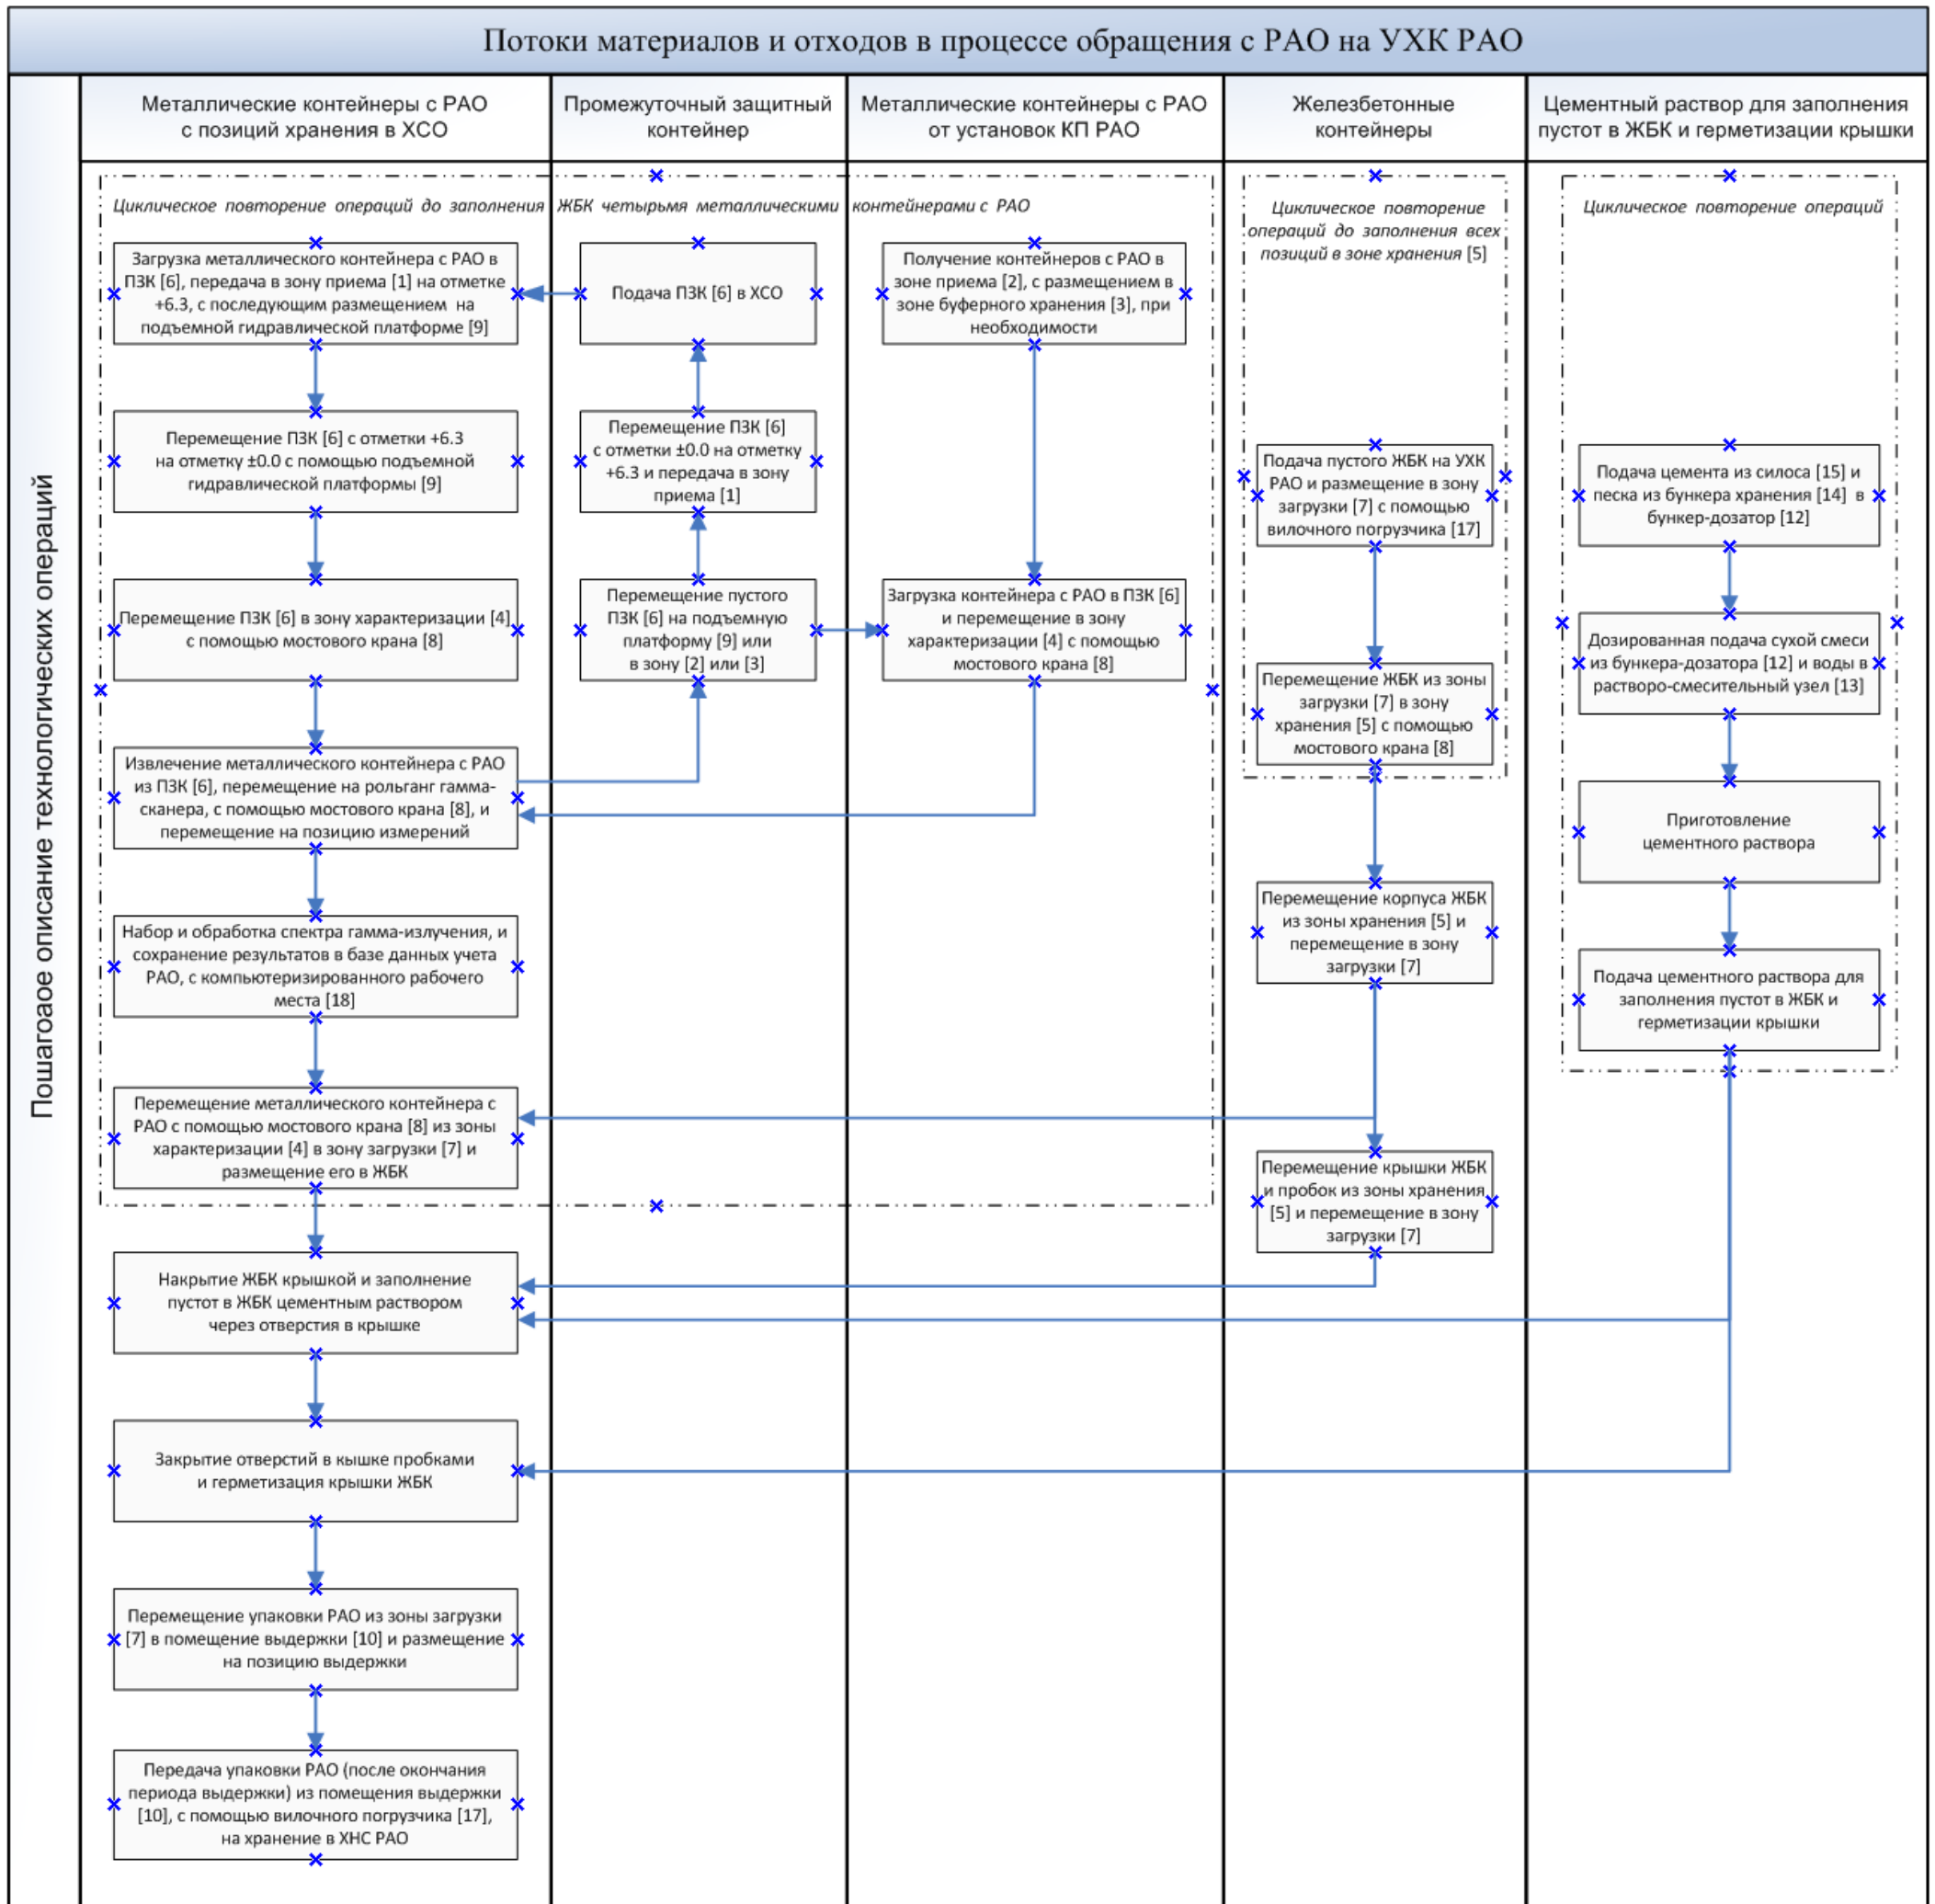 Потоки материалов и отходов в процессе обращения с РАО на УХК РАО
Пошагоаое описание технологических операций
Металлические контейнеры с РАО
с позиций хранения в ХСО
Промежуточный защитный
контейнер
Металлические контейнеры с РАО
от установок КП РАО
Железбетонные
контейнеры
Цементный раствор для заполнения
пустот в ЖБК и герметизации крышки
Циклическое повторение операций до заполнения ЖБК четырьмя металлическими контейнерами с РАО
Загрузка металлического контейнера с РАО в
ПЗК [6], передача в зону приема [1] на отметке
+6.3, с последующим размещением на
подъемной гидравлической платформе [9]
Перемещение ПЗК [6] с отметки +6.3
на отметку ±0.0 с помощью подъемной
гидравлической платформы [9]
Перемещение ПЗК [6] в зону характеризации [4]
с помощью мостового крана [8]
Извлечение металлического контейнера с РАО
из ПЗК [6], перемещение на рольганг гамма-
сканера, с помощью мостового крана [8], и
перемещение на позицию измерений
Набор и обработка спектра гамма-излучения, и
сохранение результатов в базе данных учета
РАО, с компьютеризированного рабочего
места [18]
Перемещение металлического контейнера с
РАО с помощью мостового крана [8] из зоны
характеризации [4] в зону загрузки [7] и
размещение его в ЖБК
Накрытие ЖБК крышкой и заполнение
пустот в ЖБК цементным раствором
через отверстия в крышке
Закрытие отверстий в кышке пробками
и герметизация крышки ЖБК
Перемещение упаковки РАО из зоны загрузки
[7] в помещение выдержки [10] и размещение
на позицию выдержки
Передача упаковки РАО (после окончания
периода выдержки) из помещения выдержки
[10], с помощью вилочного погрузчика [17],
на хранение в ХНС РАО
Подача ПЗК [6] в ХСО
Перемещение ПЗК [6]
с отметки ±0.0 на отметку
+6.3 и передача в зону
приема [1]
Перемещение пустого
ПЗК [6] на подъемную
платформу [9] или
в зону [2] или [3]
Получение контейнеров с РАО в
зоне приема [2], с размещением в
зоне буферного хранения [3], при
необходимости
Загрузка контейнера с РАО в ПЗК [6]
и перемещение в зону
характеризации [4] с помощью
мостового крана [8]
Циклическое повторение
операций до заполнения всех
позиций в зоне хранения [5]
Подача пустого ЖБК на УХК
РАО и размещение в зону
загрузки [7] с помощью
вилочного погрузчика [17]
Перемещение ЖБК из зоны
загрузки [7] в зону
хранения [5] с помощью
мостового крана [8]
Перемещение корпуса ЖБК
из зоны хранения [5] и
перемещение в зону
загрузки [7]
Перемещение крышки ЖБК
и пробок из зоны хранения
[5] и перемещение в зону
загрузки [7]
Циклическое повторение операций
Подача цемента из силоса [15] и
песка из бункера хранения [14] в
бункер-дозатор [12]
Дозированная подача сухой смеси
из бункера-дозатора [12] и воды в
растворо-смесительный узел [13]
Приготовление
цементного раствора
Подача цементного раствора для
заполнения пустот в ЖБК и
герметизации крышки